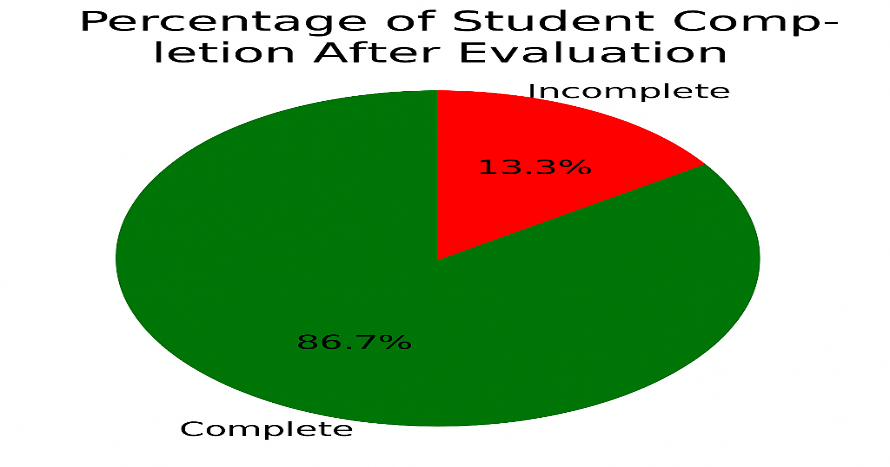 Percentage of Student Comp-
letion After Evaluation
Incomplete
13.3%
86.7%
Complete